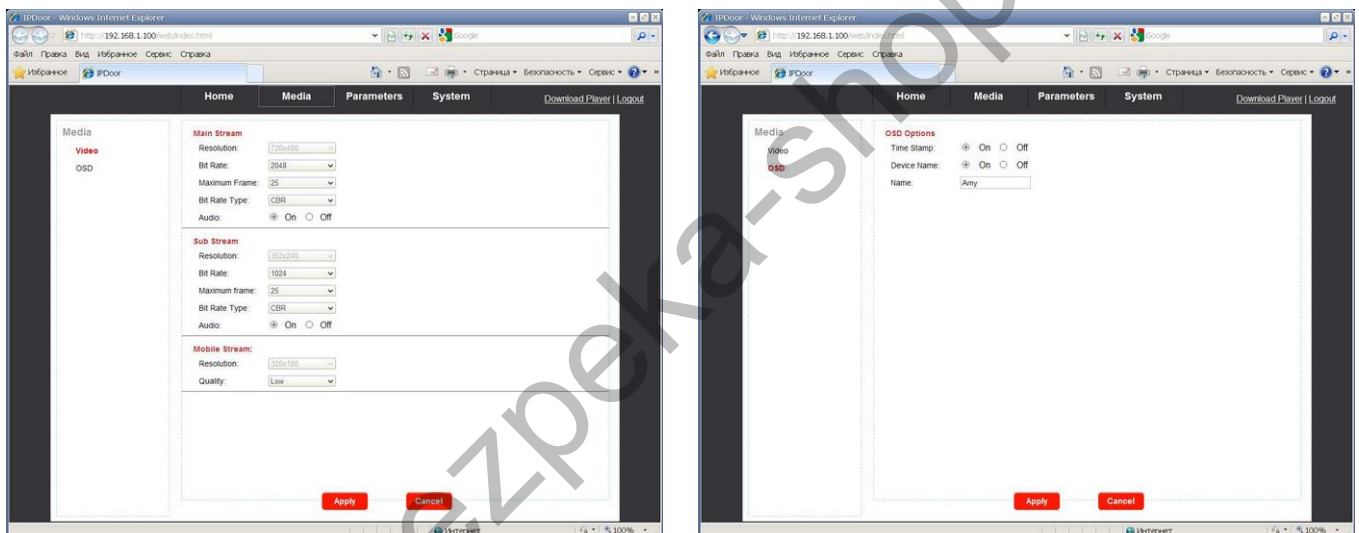 IPDoor - Windows Internet Explorer
http://192.168.1.100/web/index.html
Google
Файл Правка Вид Избранное Сервис Справка
Избранное IPDoor Страница Безопасность Сервис
Home Media Parameters System Download Player | Logout
Media
Video
OSD
Main Stream
Resolution: 720x480
Bit Rate: 2048
Maximum Frame: 25
Bit Rate Type: CBR
Audio: On Off
Sub Stream
Resolution: 352x240
Bit Rate: 1024
Maximum frame: 25
Bit Rate Type: CBR
Audio: On Off
Mobile Stream:
Resolution: 320x180
Quality: Low
Apply Cancel
Интернет 100%
IPDoor - Windows Internet Explorer
http://192.168.1.100/web/index.html
Google
Файл Правка Вид Избранное Сервис Справка
Избранное IPDoor Страница Безопасность Сервис
Home Media Parameters System Download Player | Logout
Media
Video
OSD
OSD Options
Time Stamp: On Off
Device Name: On Off
Name: Amy
Apply Cancel
Интернет 100%
ezpeka-shop